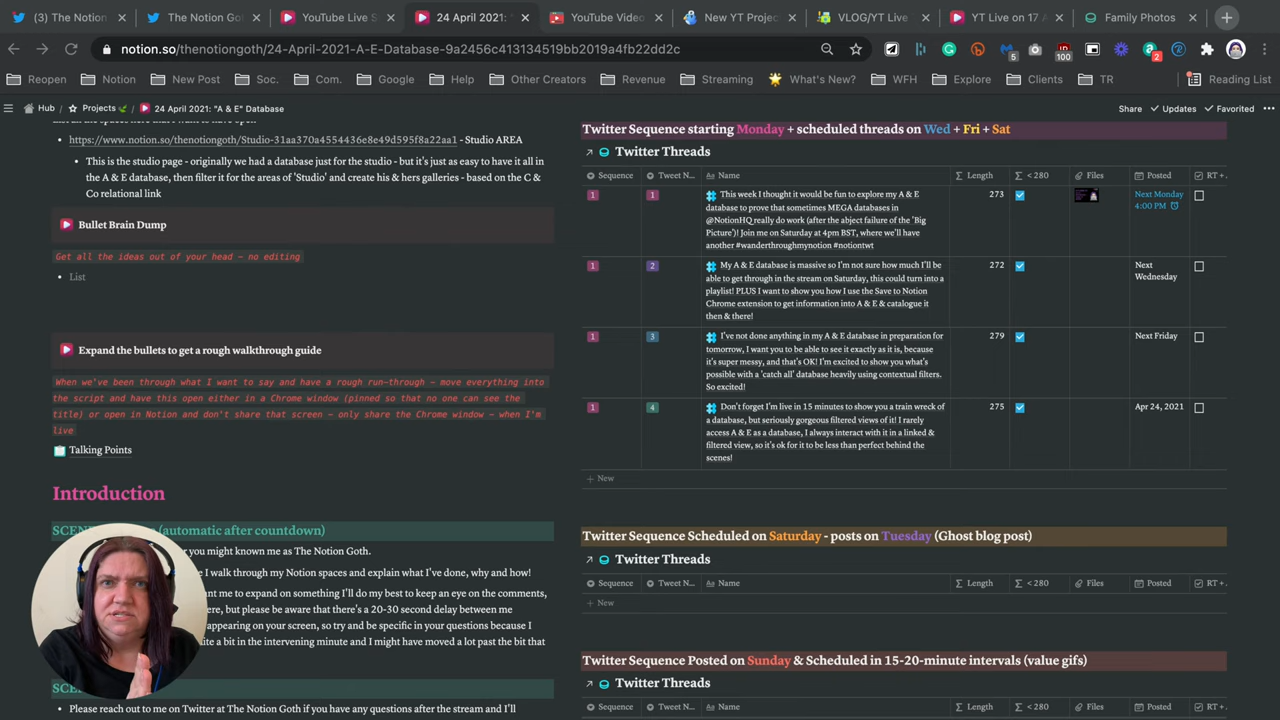 (3) The Notion Go
The Notion Got
YouTube Live S
24 April 2021: "
YouTube Video
New YT Projec
VLOG/YT Live
YT Live on 17 A
Family Photos
notion.so/thenotiongoth/24-April-2021-A-E-Database-9a2456c413134519bb2019a4fb22dd2c
5
100
2
Reopen
Notion
New Post
Soc.
Com.
Google
Help
Other Creators
Revenue
Streaming
What's New?
WFH
Explore
Clients
TR
Reading List
Hub / Projects / 24 April 2021: "A & E" Database
Share
Updates
Favorited
https://www.notion.so/thenotiongoth/Studio-31aa370a4554436e8e49d595f8a22aa1 - Studio AREA
This is the studio page - originally we had a database just for the studio - but it's just as easy to have it all in
the A & E database, then filter it for the areas of 'Studio' and create his & hers galleries - based on the C &
Co relational link
Bullet Brain Dump
Get all the ideas out of your head - no editing
List
Expand the bullets to get a rough walkthrough guide
When we've been through what I want to say and have a rough run-through - move everything into
the script and have this open either in a Chrome window (pinned so that no one can see the
title) or open in Notion and don't share that screen - only share the Chrome window - when I'm
live
Talking Points
Introduction
(automatic after countdown)
r you might known me as The Notion Goth.
I walk through my Notion spaces and explain what I've done, why and how!
nt me to expand on something I'll do my best to keep an eye on the comments,
ere, but please be aware that there's a 20-30 second delay between me
appearing on your screen, so try and be specific in your questions because I
ite a bit in the intervening minute and I might have moved a lot past the bit that
Please reach out to me on Twitter at The Notion Goth if you have any questions after the stream and I'll
Twitter Sequence starting Monday + scheduled threads on Wed + Fri + Sat
Twitter Threads
Sequence
Tweet N...
Name
Length
< 280
Files
Posted
RT + .
1
1
This week I thought it would be fun to explore my A & E
database to prove that sometimes MEGA databases in
@NotionHQ really do work (after the abject failure of the 'Big
Picture')! Join me on Saturday at 4pm BST, where we'll have
another #wanderthroughmynotion #notiontwt
273
Next Monday
4:00 PM
1
2
My A & E database is massive so I'm not sure how much I'll be
able to get through in the stream on Saturday, this could turn into a
playlist! PLUS I want to show you how I use the Save to Notion
Chrome extension to get information into A & E & catalogue it
then & there!
272
Next
Wednesday
1
3
I've not done anything in my A & E database in preparation for
tomorrow, I want you to be able to see it exactly as it is, because
it's super messy, and that's OK! I'm excited to show you what's
possible with a 'catch all' database heavily using contextual filters.
So excited!
279
Next Friday
1
4
Don't forget I'm live in 15 minutes to show you a train wreck of
a database, but seriously gorgeous filtered views of it! I rarely
access A & E as a database, I always interact with it in a linked &
filtered view, so it's ok for it to be less than perfect behind the
scenes!
275
Apr 24, 2021
+ New
Twitter Sequence Scheduled on Saturday - posts on Tuesday (Ghost blog post)
Twitter Threads
Sequence
Tweet N...
Name
Length
< 280
Files
Posted
RT + .
+ New
Twitter Sequence Posted on Sunday & Scheduled in 15-20-minute intervals (value gifs)
Twitter Threads
Sequence
Tweet N...
Name
Length
< 280
Files
Posted
RT + .